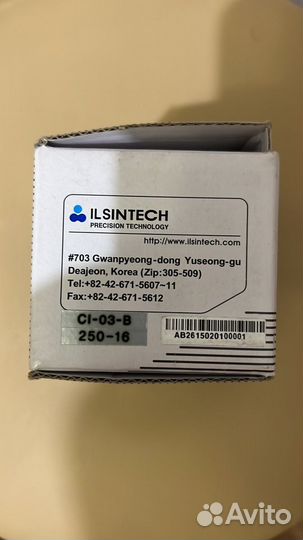 ILSINTECH
PRECISION TECHNOLOGY
http://www.ilsintech.com
#703 Gwanpyeong-dong Yuseong-gu
Deajeon, Korea (Zip:305-509)
Tel:+82-42-671-5607~11
Fax:+82-42-671-5612
CI-03-B
250-16
AB2615020100001
Avito